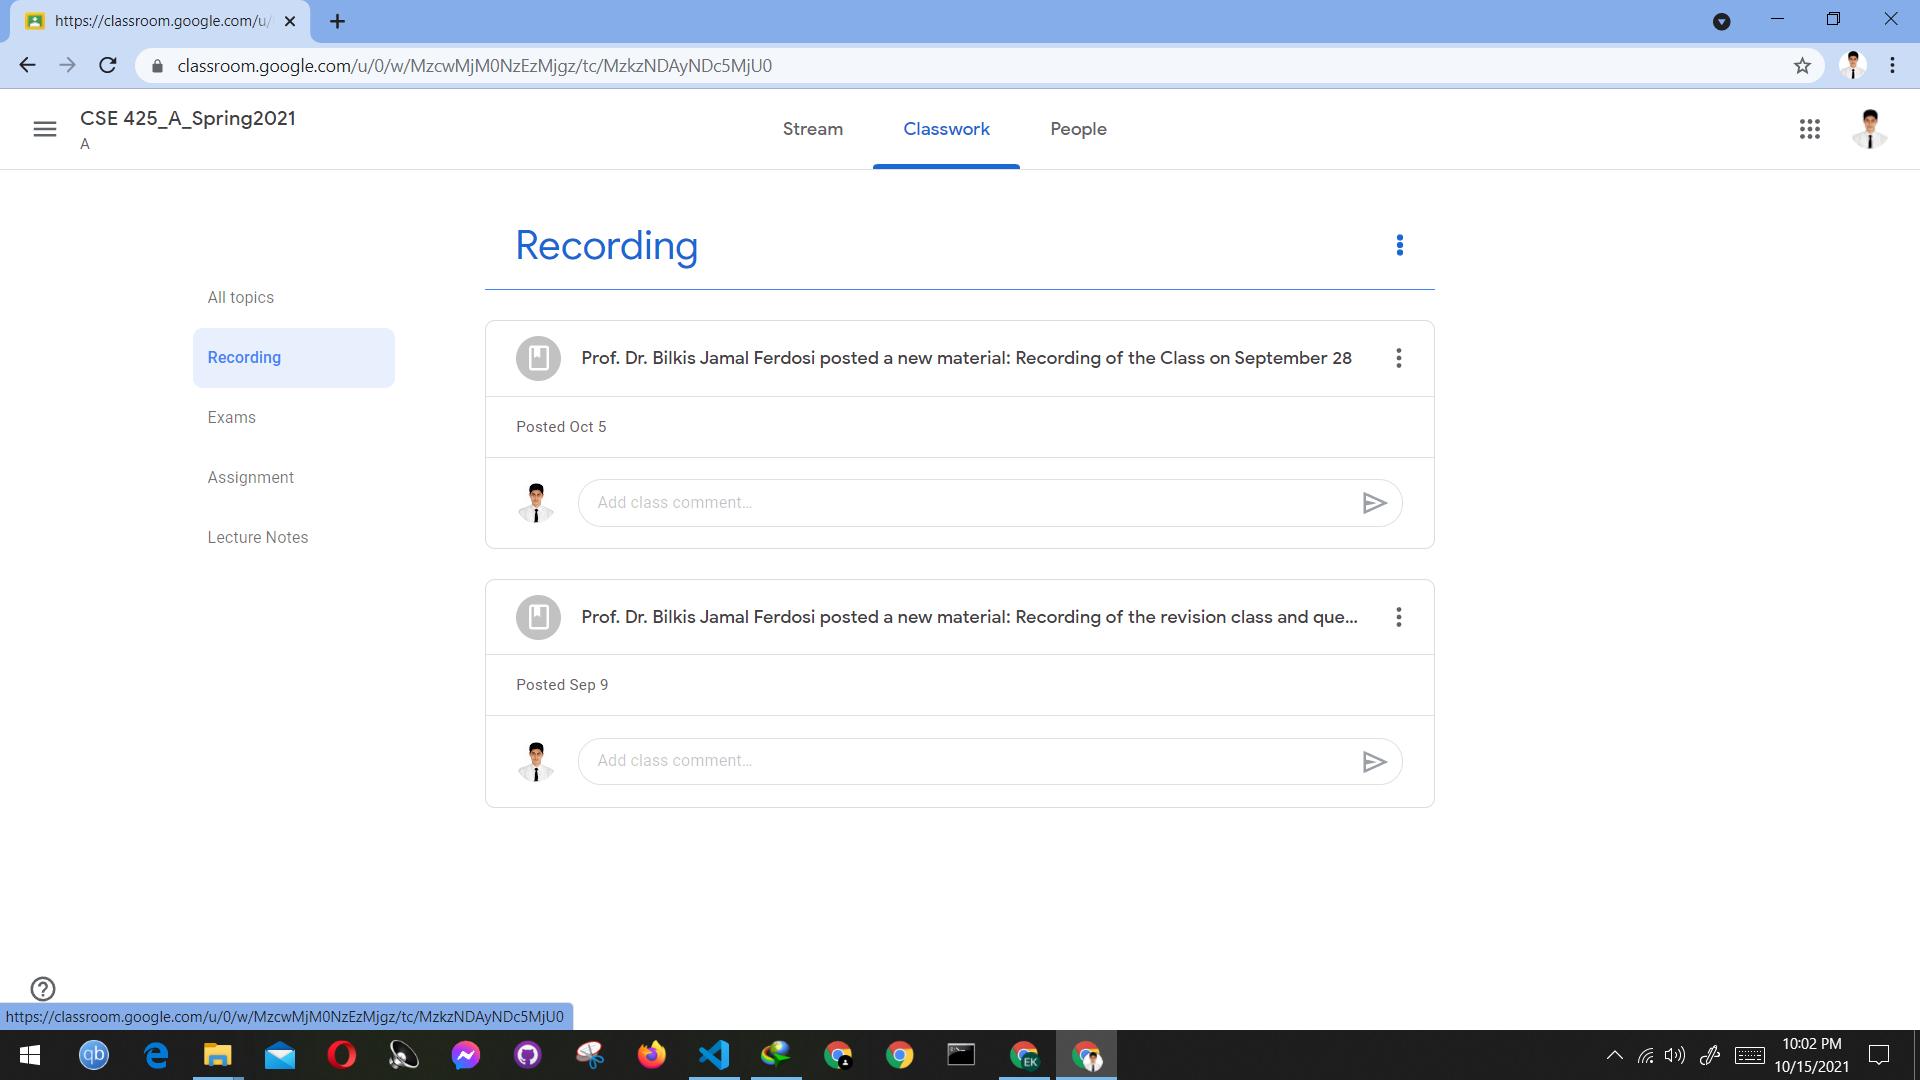 https://classroom.google.com/u/
classroom.google.com/u/0/w/MzcwMjM0NzEzMjgz/tc/MzkzNDAyNDc5MjU0
CSE 425_A_Spring2021
A
Stream
Classwork
People
Recording
All topics
Recording
Exams
Assignment
Lecture Notes
Prof. Dr. Bilkis Jamal Ferdosi posted a new material: Recording of the Class on September 28
Posted Oct 5
Add class comment...
Prof. Dr. Bilkis Jamal Ferdosi posted a new material: Recording of the revision class and que...
Posted Sep 9
Add class comment...
https://classroom.google.com/u/0/w/MzcwMjM0NzEzMjgz/tc/MzkzNDAyNDc5MjU0
qb
EK
10:02 PM
10/15/2021